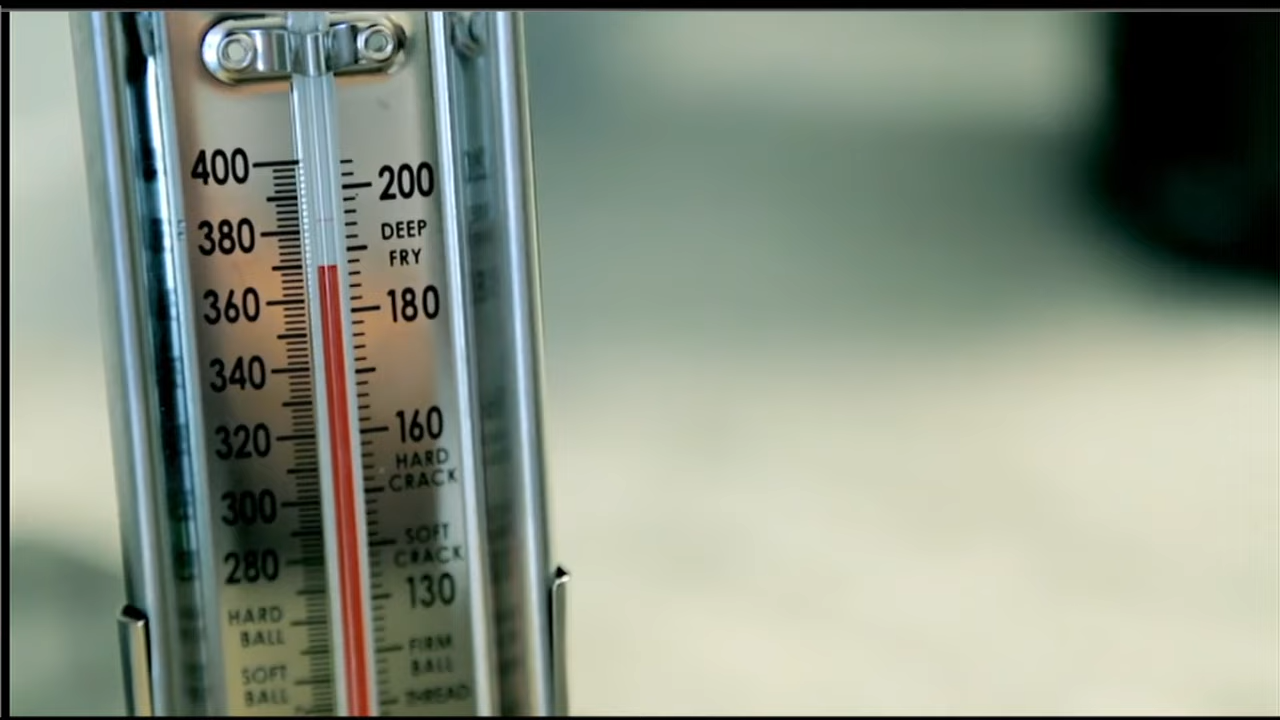 400
200
380
DEEP
FRY
360
180
340
160
320
HARD
CRACK
300
SOFT
CRACK
280
130
HARD
BALL
FIRM
BALL
SOFT
BALL
THREAD